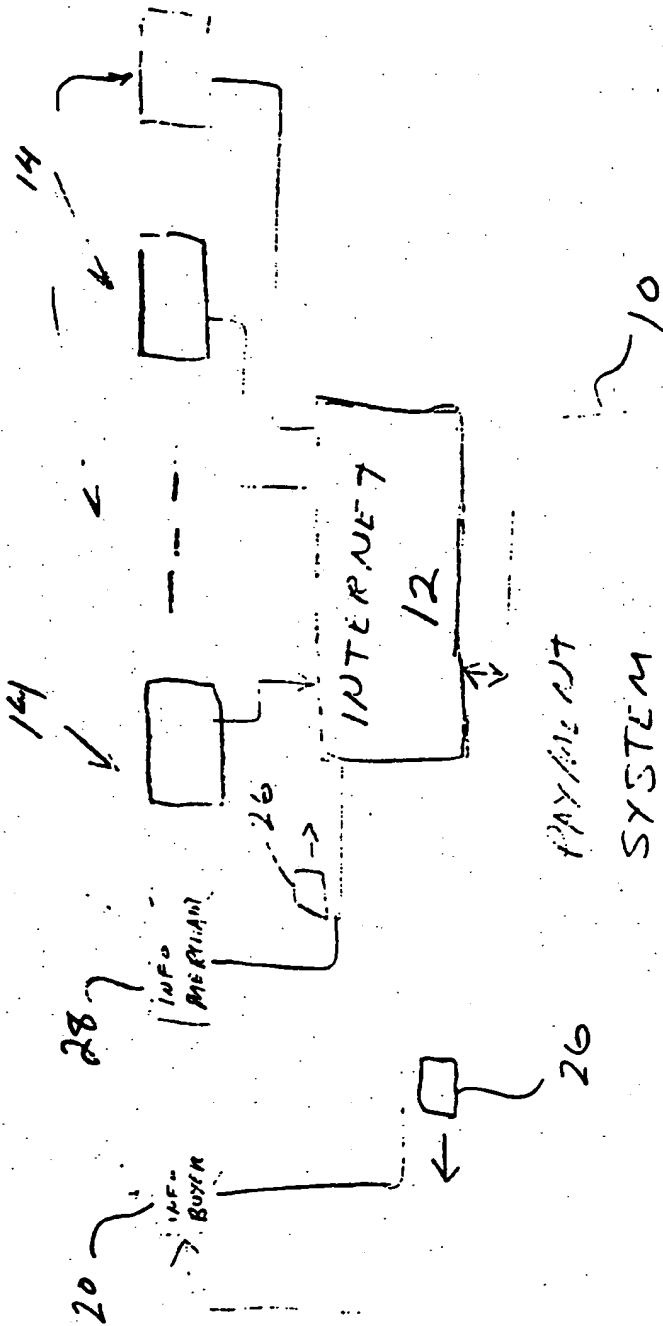 20
INFO
BUYER
28
INFO
MERCHANT
26
14
14
INTERNET
12
26
PAYMENT
SYSTEM
10